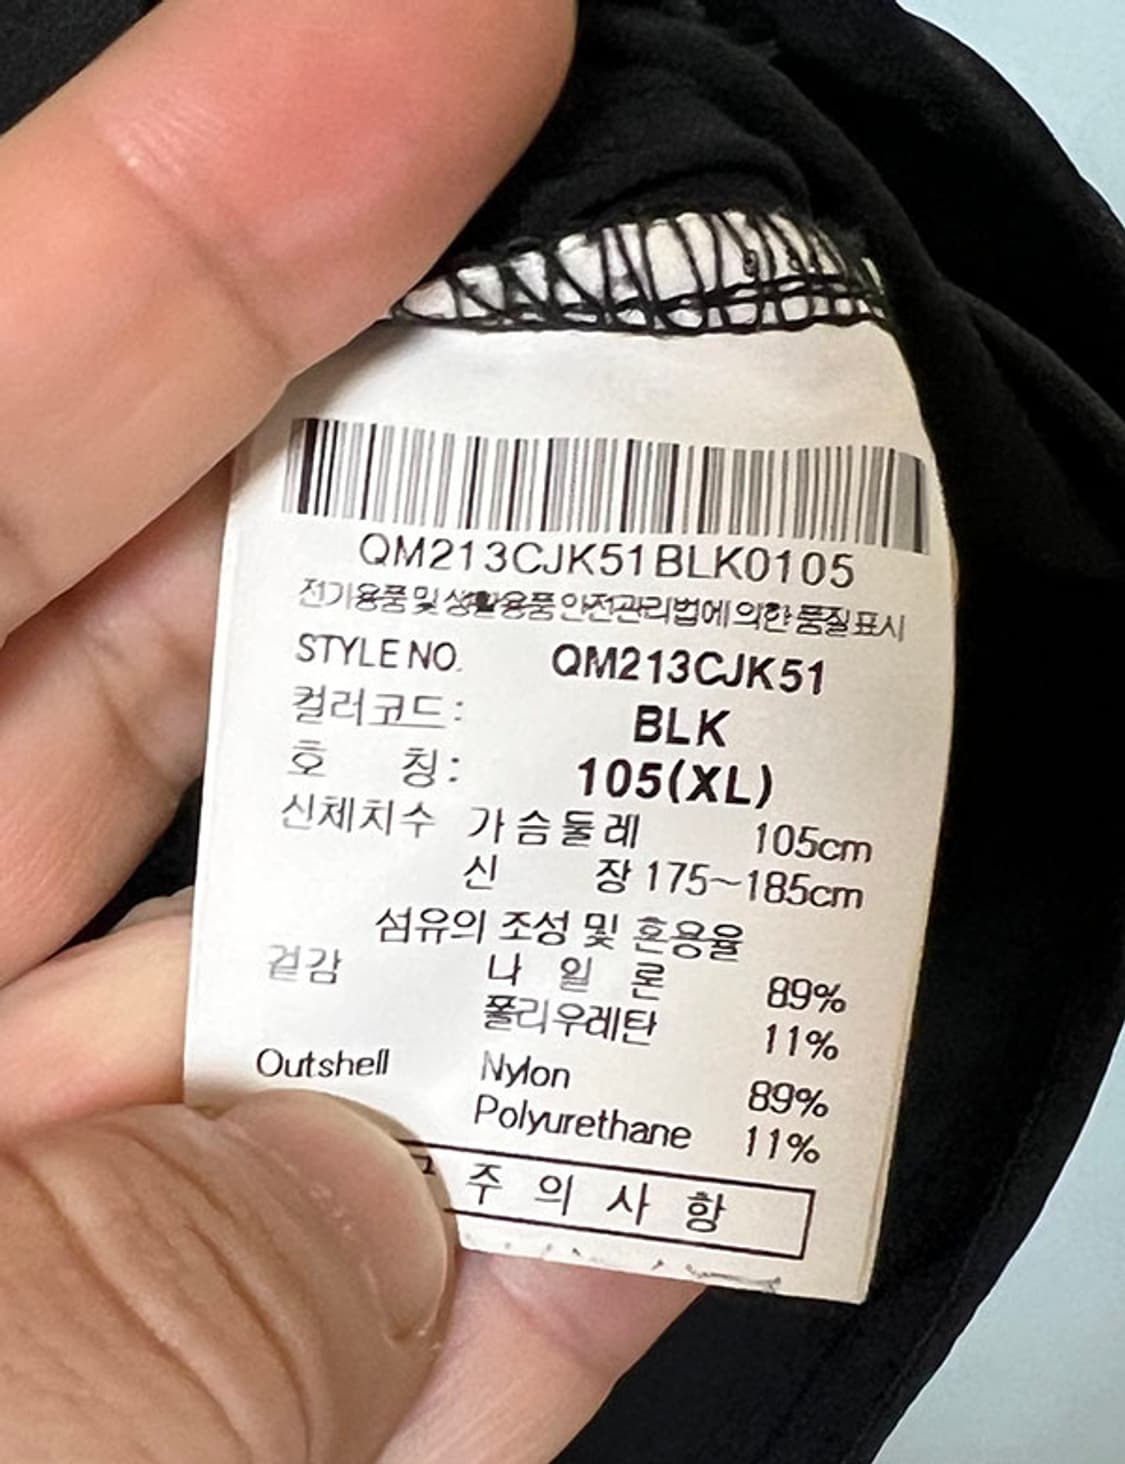 QM213CJK51BLK0105
전기용품 및 생활용품 안전관리법에 의한 품질표시
STYLE NO. QM213CJK51
컬러코드: BLK
호 칭: 105(XL)
신체치수 가슴둘레 105cm
신 장 175~185cm
섬유의 조성 및 혼용율
겉감 나 일 론 89%
폴리우레탄 11%
Outshell Nylon 89%
Polyurethane 11%
주 의 사 항